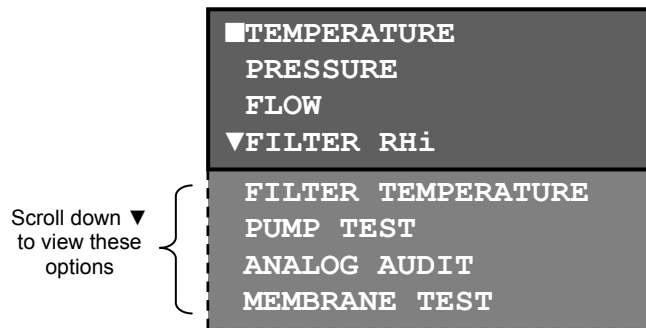 ■TEMPERATURE
PRESSURE
FLOW
▼FILTER RHi
Scroll down ▼
to view these
options
FILTER TEMPERATURE
PUMP TEST
ANALOG AUDIT
MEMBRANE TEST